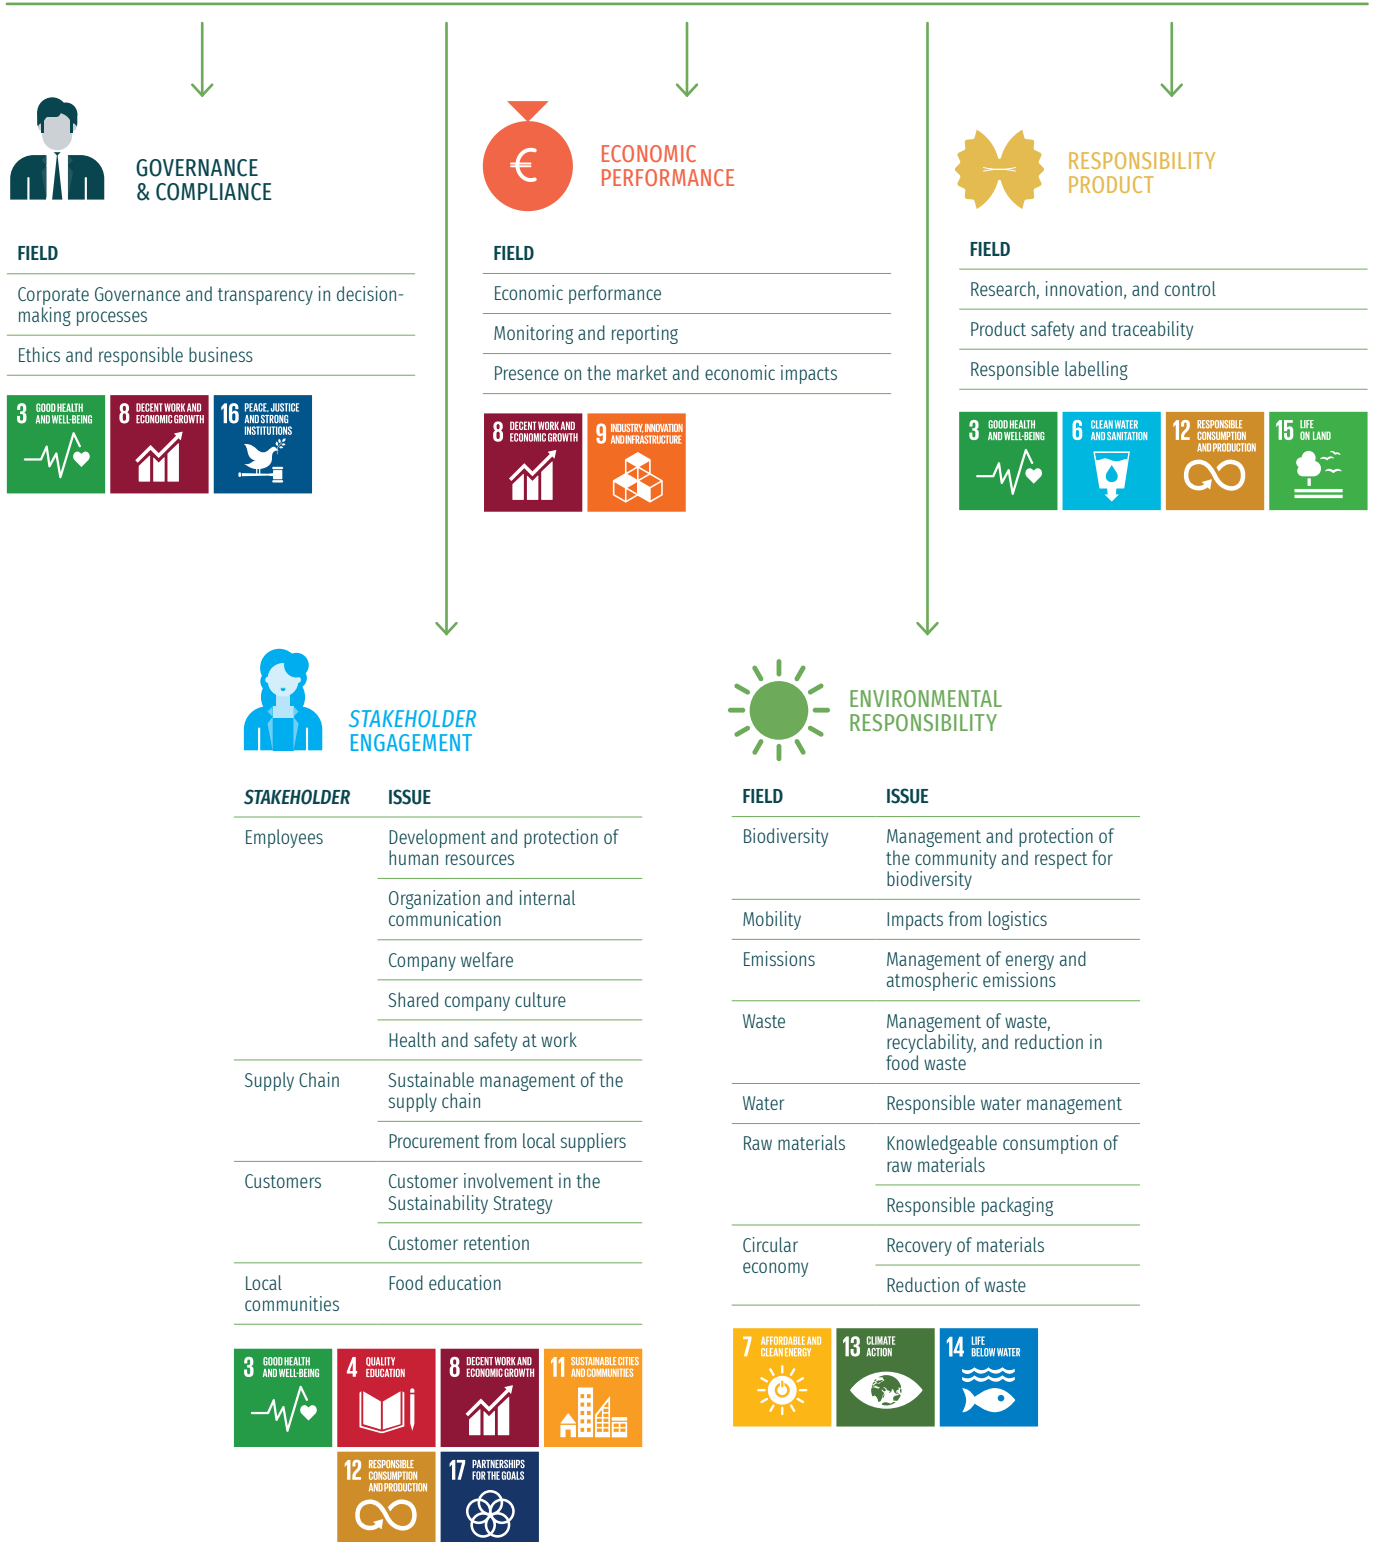 GOVERNANCE
& COMPLIANCE
FIELD
Corporate Governance and transparency in decision-
making processes
Ethics and responsible business
3 GOOD HEALTH
AND WELL-BEING
8 DECENT WORK AND
ECONOMIC GROWTH
16 PEACE, JUSTICE
AND STRONG
INSTITUTIONS
€
ECONOMIC
PERFORMANCE
FIELD
Economic performance
Monitoring and reporting
Presence on the market and economic impacts
8 DECENT WORK AND
ECONOMIC GROWTH
9 INDUSTRY, INNOVATION
AND INFRASTRUCTURE
RESPONSIBILITY
PRODUCT
FIELD
Research, innovation, and control
Product safety and traceability
Responsible labelling
3 GOOD HEALTH
AND WELL-BEING
6 CLEAN WATER
AND SANITATION
12 RESPONSIBLE
CONSUMPTION
AND PRODUCTION
15 LIFE
ON LAND
STAKEHOLDER
ENGAGEMENT
STAKEHOLDER ISSUE
Employees Development and protection of
human resources
Organization and internal
communication
Company welfare
Shared company culture
Health and safety at work
Supply Chain Sustainable management of the
supply chain
Procurement from local suppliers
Customers Customer involvement in the
Sustainability Strategy
Customer retention
Local Food education
communities
3 GOOD HEALTH
AND WELL-BEING
4 QUALITY
EDUCATION
8 DECENT WORK AND
ECONOMIC GROWTH
11 SUSTAINABLE CITIES
AND COMMUNITIES
12 RESPONSIBLE
CONSUMPTION
AND PRODUCTION
17 PARTNERSHIPS
FOR THE GOALS
ENVIRONMENTAL
RESPONSIBILITY
FIELD ISSUE
Biodiversity Management and protection of
the community and respect for
biodiversity
Mobility Impacts from logistics
Emissions Management of energy and
atmospheric emissions
Waste Management of waste,
recyclability, and reduction in
food waste
Water Responsible water management
Raw materials Knowledgeable consumption of
raw materials
Responsible packaging
Circular Recovery of materials
economy
Reduction of waste
7 AFFORDABLE AND
CLEAN ENERGY
13 CLIMATE
ACTION
14 LIFE
BELOW WATER